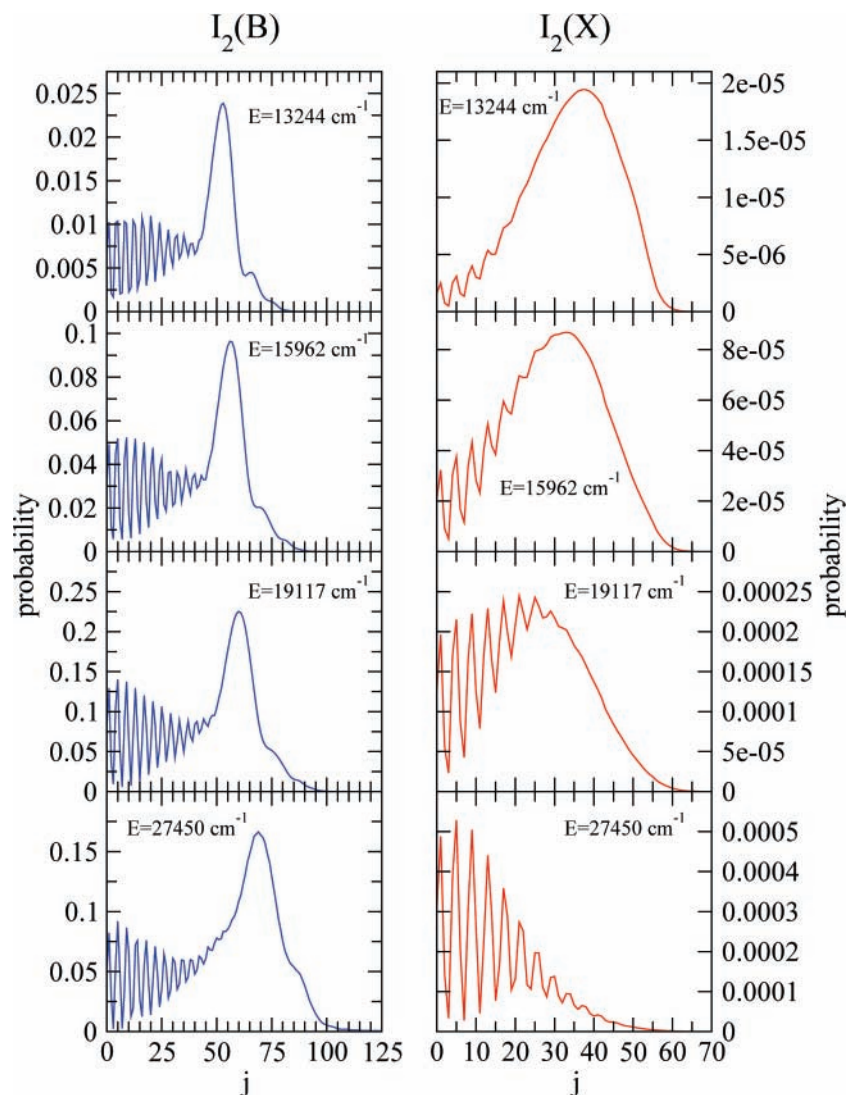 I2(B)
I2(X)
0.025
0.02
0.015
0.01
0.005
0
E=13244 cm-1
E=13244 cm-1
2e-05
1.5e-05
1e-05
5e-06
0
0.1
0.08
0.06
0.04
0.02
0
E=15962 cm-1
E=15962 cm-1
8e-05
6e-05
4e-05
2e-05
0
probability
probability
0.25
0.2
0.15
0.1
0.05
0
E=19117 cm-1
E=19117 cm-1
0.00025
0.0002
0.00015
0.0001
5e-05
0
0.15
0.1
0.05
0
E=27450 cm-1
E=27450 cm-1
0.0005
0.0004
0.0003
0.0002
0.0001
0 25 50 75 100 125
0 10 20 30 40 50 60 70
j
j